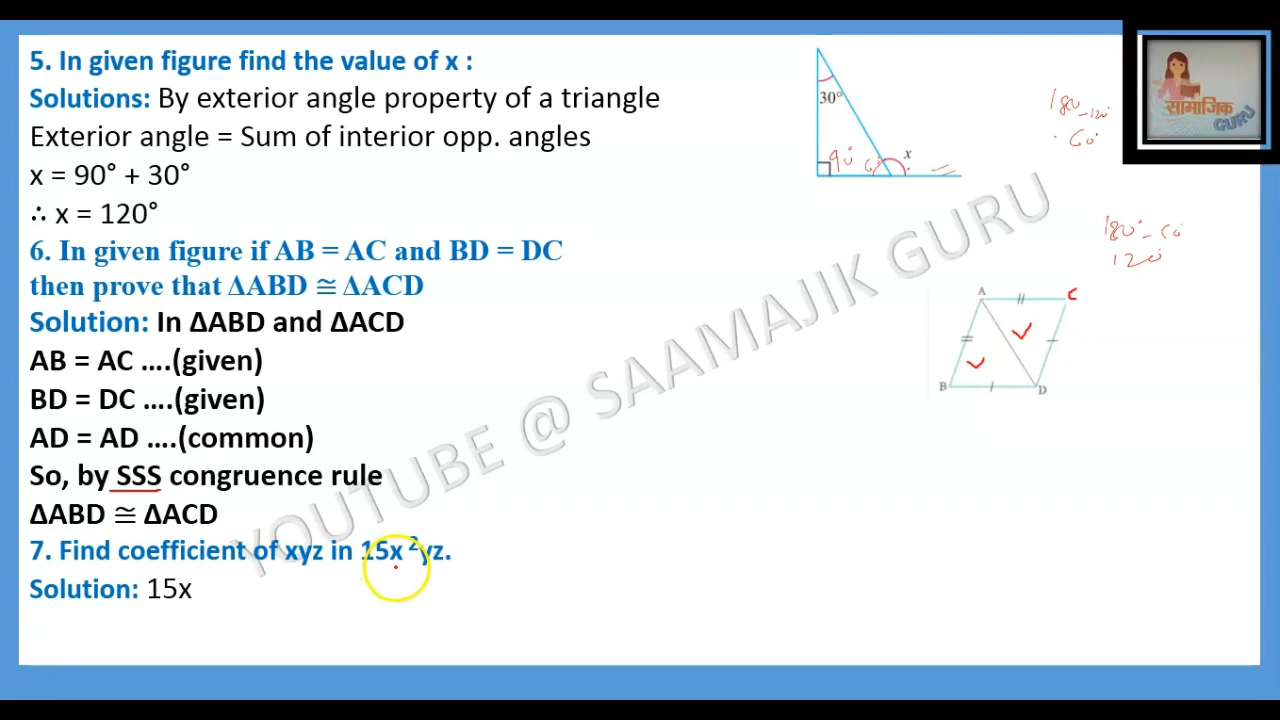 5. In given figure find the value of x :
Solutions: By exterior angle property of a triangle
Exterior angle = Sum of interior opp. angles
x = 90° + 30°
∴ x = 120°
6. In given figure if AB = AC and BD = DC
then prove that ΔABD ≅ ΔACD
Solution: In ΔABD and ΔACD
AB = AC ....(given)
BD = DC ....(given)
AD = AD ....(common)
So, by SSS congruence rule
ΔABD ≅ ΔACD
7. Find coefficient of xyz in 15x²yz.
Solution: 15x
30°
90°
60°
x
180-120°
60°
180°-60°
120°
A
C
B
D
सामाजिक
GURU
YOUTUBE @ SAAMAJIK GURU